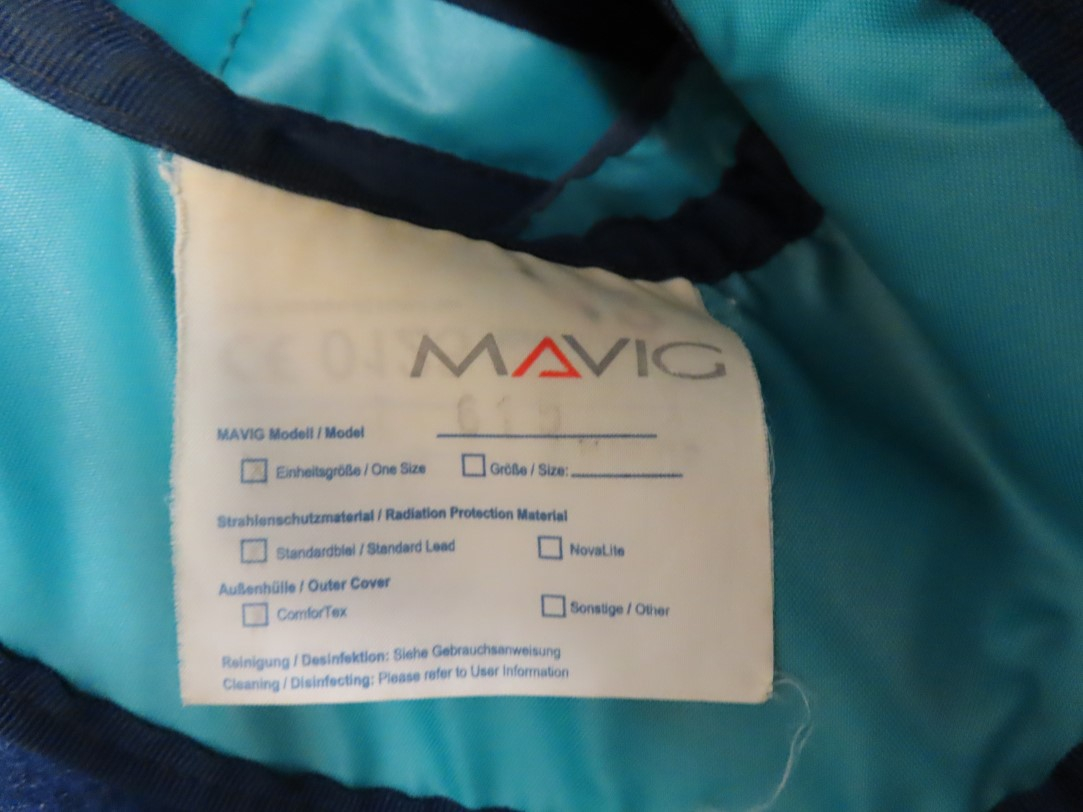 MAVIG
MAVIG Modell / Model 615
Einheitsgröße / One Size Größe / Size:
Strahlenschutzmaterial / Radiation Protection Material
Standardblei / Standard Lead NovaLite
Außenhülle / Outer Cover
ComforTex Sonstige / Other
Reinigung / Desinfektion: Siehe Gebrauchsanweisung
Cleaning / Disinfecting: Please refer to User Information